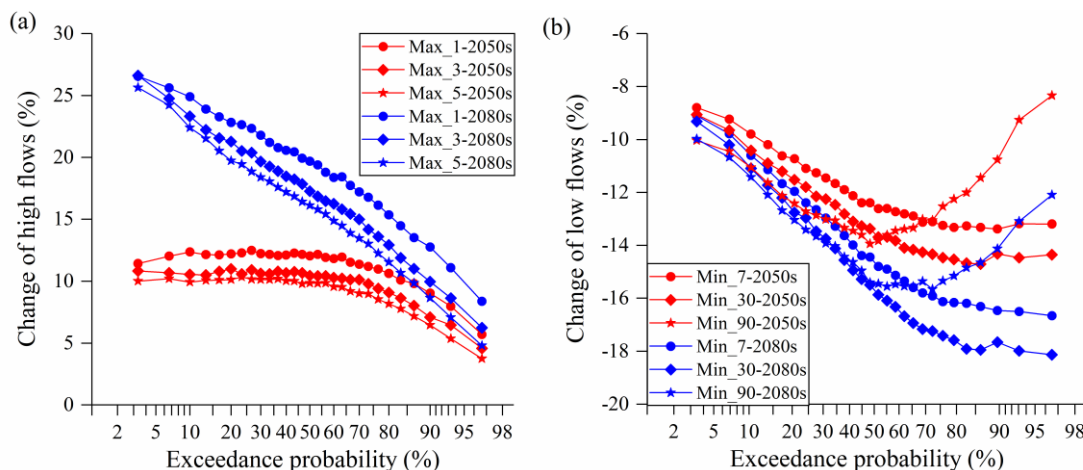 (a)
Change of high flows (%)
30
25
20
15
10
5
0
Max_1-2050s
Max_3-2050s
Max_5-2050s
Max_1-2080s
Max_3-2080s
Max_5-2080s
2 5 10 20 30 40 50 60 70 80 90 95 98
Exceedance probability (%)
(b)
Change of low flows (%)
-6
-8
-10
-12
-14
-16
-18
-20
Min_7-2050s
Min_30-2050s
Min_90-2050s
Min_7-2080s
Min_30-2080s
Min_90-2080s
2 5 10 20 30 40 50 60 70 80 90 95 98
Exceedance probability (%)